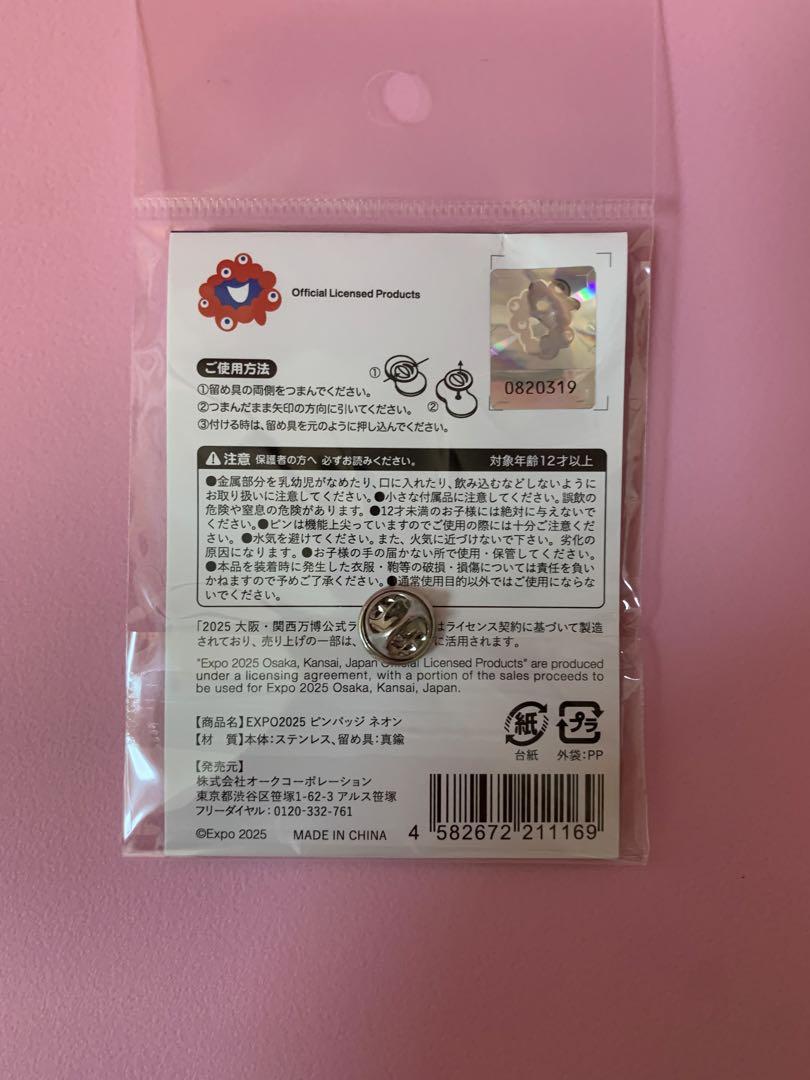 Official Licensed Products
0820319
ご使用方法
①留め具の両側をつまんでください。
②つまんだまま矢印の方向に引いてください。
③付ける時は、留め具を元のように押し込んでください。
①
②
注意 保護者の方へ 必ずお読みください。 対象年齢12才以上
●金属部分を乳幼児がなめたり、口に入れたり、飲み込むなどしないように
お取り扱いに注意してください。●小さな付属品に注意してください。誤飲
の危険や窒息の危険があります。●12才未満のお子様には絶対に与えないで
ください。●ピンは機能上尖っていますのでご使用の際には十分ご注意くだ
さい。●水気を避けてください。また、火気に近づけないで下さい。劣化の
原因になります。●お子様の手の届かない所で使用・保管してください。
●本品を装着時に発生した衣服・鞄等の破損・損傷については責任を負い
かねますので予めご了承ください。●通常使用目的以外ではご使用にならな
いでください。
「2025 大阪・関西万博公式ラ はライセンス契約に基づいて製造
されており、売り上げの一部は、 に活用されます。
"Expo 2025 Osaka, Kansai, Japan Official Licensed Products" are produced
under a licensing agreement, with a portion of the sales proceeds to
be used for Expo 2025 Osaka, Kansai, Japan.
【商品名】EXPO2025 ピンバッジ ネオン
【材 質】本体:ステンレス、留め具:真鍮
紙
台紙
プラ
外袋:PP
【発売元】
株式会社オークコーポレーション
東京都渋谷区笹塚1-62-3 アルス笹塚
フリーダイヤル:0120-332-761
©Expo 2025 MADE IN CHINA
4 582672 211169